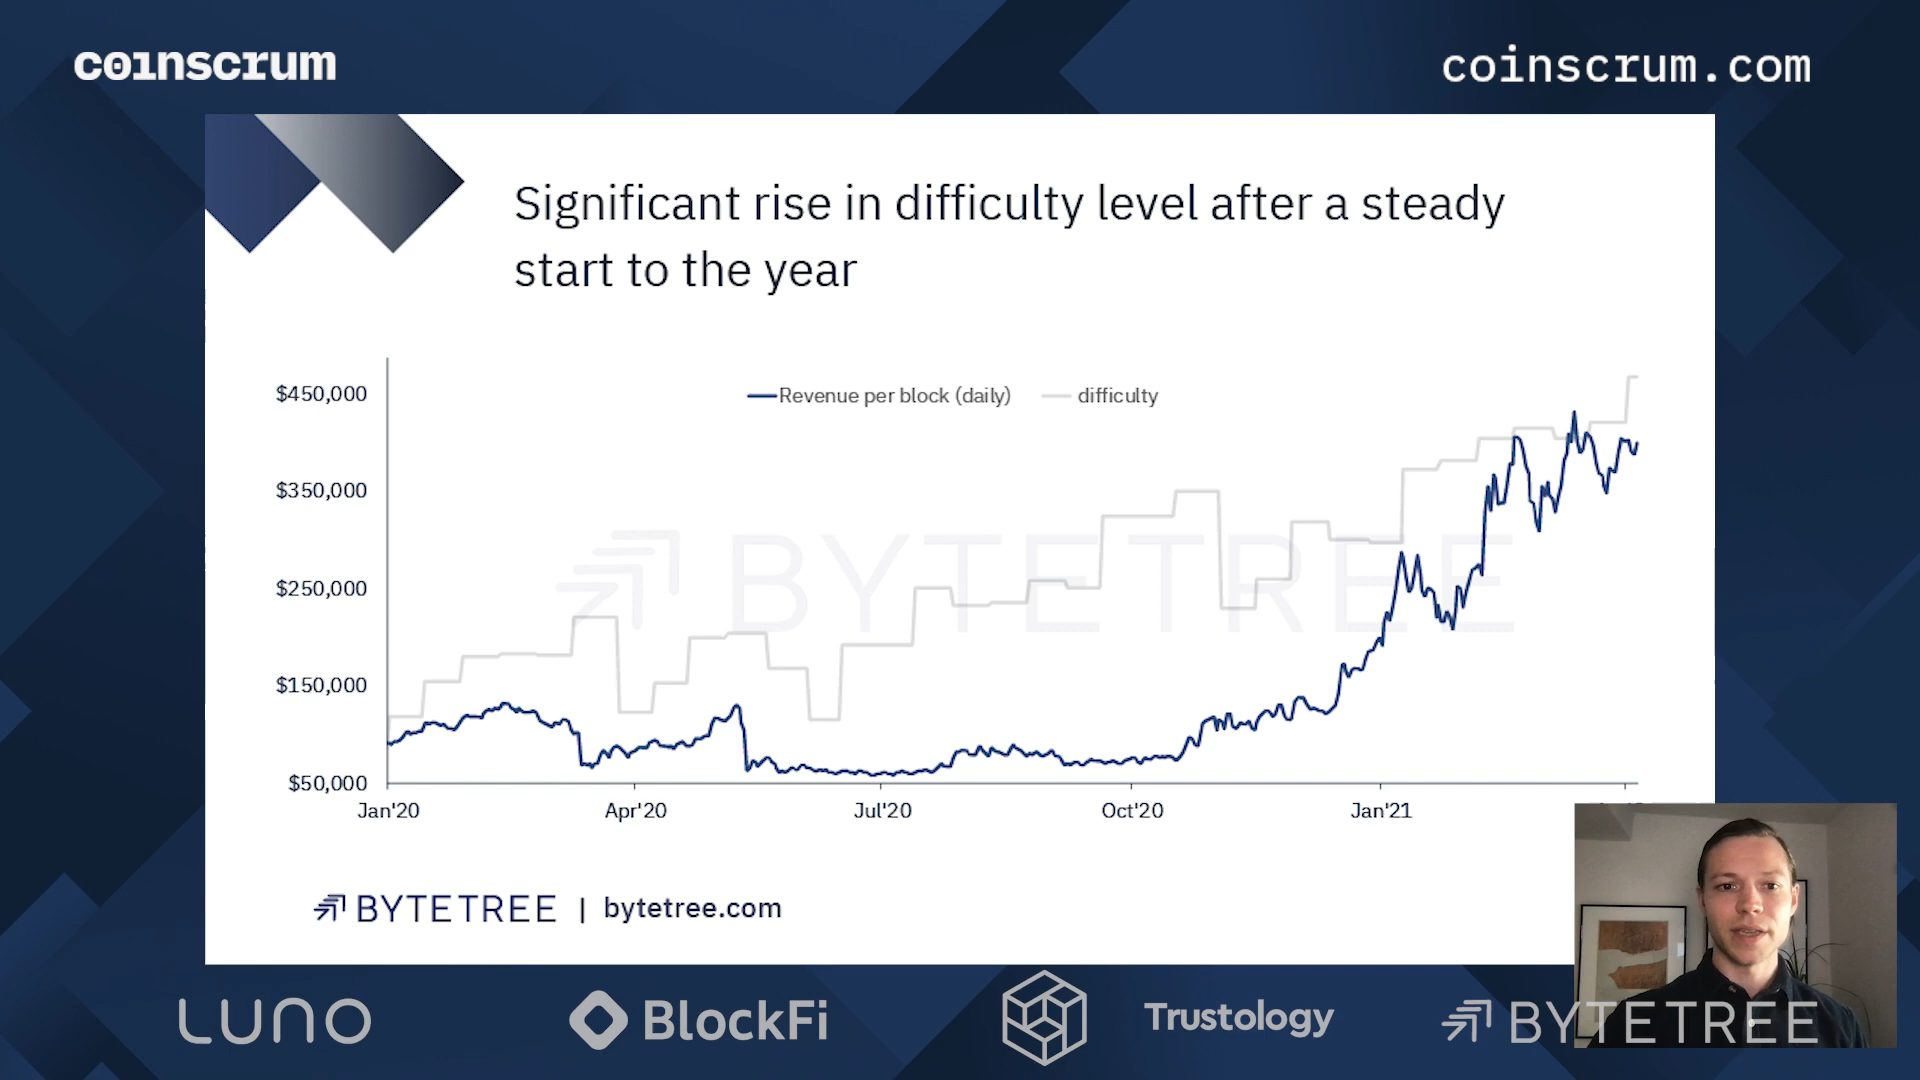 coinscrum
coinscrum.com
Significant rise in difficulty level after a steady
start to the year
$450,000
$350,000
$250,000
$150,000
$50,000
Revenue per block (daily)
difficulty
BYTETREE
Jan'20
Apr'20
Jul'20
Oct'20
Jan'21
BYTETREE | bytetree.com
LUNO
BlockFi
Trustology
BYTETREE